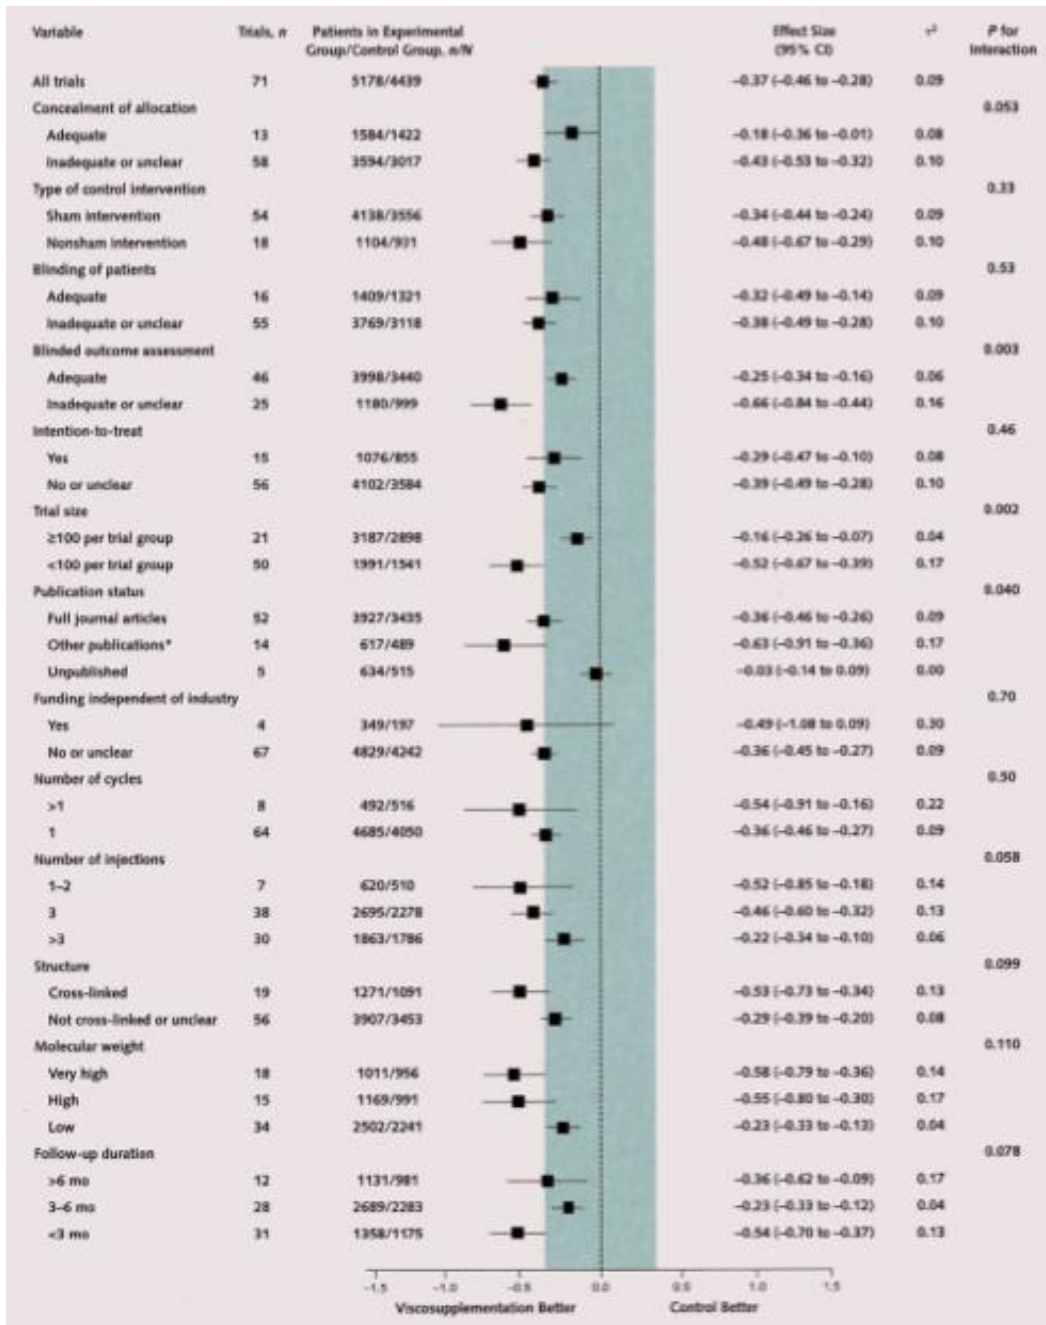 Variable Trials, n Patients in Experimental Group/Control Group, n/N Effect Size (95% CI) τ² P for Interaction
All trials 71 5178/4439 −0.37 (−0.46 to −0.28) 0.09
Concealment of allocation 0.053
Adequate 13 1584/1422 −0.18 (−0.36 to −0.01) 0.08
Inadequate or unclear 58 3594/3017 −0.43 (−0.53 to −0.32) 0.10
Type of control intervention 0.33
Sham intervention 54 4138/3556 −0.34 (−0.44 to −0.24) 0.09
Nonsham intervention 18 1104/931 −0.48 (−0.67 to −0.29) 0.10
Blinding of patients 0.53
Adequate 16 1409/1321 −0.32 (−0.49 to −0.14) 0.09
Inadequate or unclear 55 3769/3118 −0.38 (−0.49 to −0.28) 0.10
Blinded outcome assessment 0.003
Adequate 46 3998/3440 −0.25 (−0.34 to −0.16) 0.06
Inadequate or unclear 25 1180/999 −0.66 (−0.84 to −0.44) 0.16
Intention-to-treat 0.46
Yes 15 1076/855 −0.29 (−0.47 to −0.10) 0.08
No or unclear 56 4102/3584 −0.39 (−0.49 to −0.28) 0.10
Trial size 0.002
≥100 per trial group 21 3187/2898 −0.16 (−0.26 to −0.07) 0.04
<100 per trial group 50 1991/1541 −0.52 (−0.67 to −0.39) 0.17
Publication status 0.040
Full journal articles 52 3927/3435 −0.36 (−0.46 to −0.26) 0.09
Other publications* 14 617/489 −0.63 (−0.91 to −0.36) 0.17
Unpublished 5 634/515 −0.03 (−0.14 to 0.09) 0.00
Funding independent of industry 0.70
Yes 4 349/197 −0.49 (−1.08 to 0.09) 0.30
No or unclear 67 4829/4242 −0.36 (−0.45 to −0.27) 0.09
Number of cycles 0.50
>1 8 492/516 −0.54 (−0.91 to −0.16) 0.22
1 64 4685/4050 −0.36 (−0.46 to −0.27) 0.09
Number of injections 0.058
1–2 7 620/510 −0.52 (−0.85 to −0.18) 0.14
3 38 2695/2278 −0.46 (−0.60 to −0.32) 0.13
>3 30 1863/1786 −0.22 (−0.34 to −0.10) 0.06
Structure 0.099
Cross-linked 19 1271/1091 −0.53 (−0.73 to −0.34) 0.13
Not cross-linked or unclear 56 3907/3453 −0.29 (−0.39 to −0.20) 0.08
Molecular weight 0.110
Very high 18 1011/956 −0.58 (−0.79 to −0.36) 0.14
High 15 1169/991 −0.55 (−0.80 to −0.30) 0.17
Low 34 2502/2241 −0.23 (−0.33 to −0.13) 0.04
Follow-up duration 0.078
>6 mo 12 1131/981 −0.36 (−0.62 to −0.09) 0.17
3–6 mo 28 2689/2283 −0.23 (−0.33 to −0.12) 0.04
<3 mo 31 1358/1175 −0.54 (−0.70 to −0.37) 0.13
−1.5 −1.0 −0.5 0.0 0.5 1.0 1.5
Viscosupplementation Better Control Better